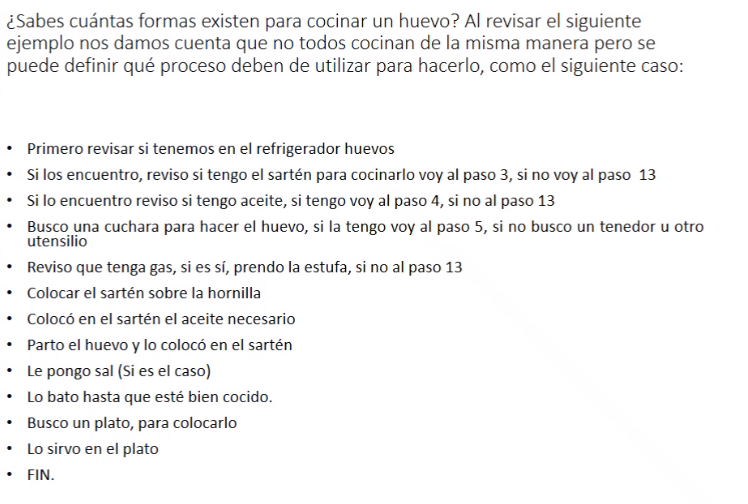 ¿Sabes cuántas formas existen para cocinar un huevo? Al revisar el siguiente
ejemplo nos damos cuenta que no todos cocinan de la misma manera pero se
puede definir qué proceso deben de utilizar para hacerlo, como el siguiente caso:
• Primero revisar si tenemos en el refrigerador huevos
• Si los encuentro, reviso si tengo el sartén para cocinarlo voy al paso 3, si no voy al paso 13
• Si lo encuentro reviso si tengo aceite, si tengo voy al paso 4, si no al paso 13
• Busco una cuchara para hacer el huevo, si la tengo voy al paso 5, si no busco un tenedor u otro
utensilio
• Reviso que tenga gas, si es sí, prendo la estufa, si no al paso 13
• Colocar el sartén sobre la hornilla
• Colocó en el sartén el aceite necesario
• Parto el huevo y lo colocó en el sartén
• Le pongo sal (Si es el caso)
• Lo bato hasta que esté bien cocido.
• Busco un plato, para colocarlo
• Lo sirvo en el plato
• FIN.